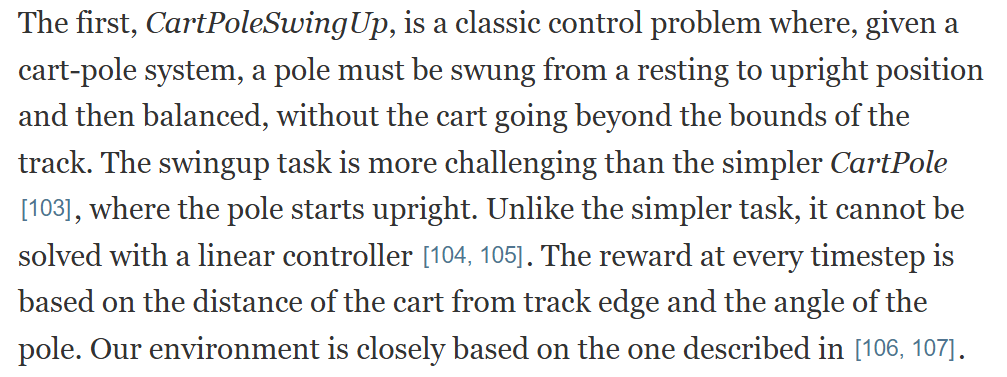 The first, CartPoleSwingUp, is a classic control problem where, given a
cart-pole system, a pole must be swung from a resting to upright position
and then balanced, without the cart going beyond the bounds of the
track. The swingup task is more challenging than the simpler CartPole
[103], where the pole starts upright. Unlike the simpler task, it cannot be
solved with a linear controller [104, 105]. The reward at every timestep is
based on the distance of the cart from track edge and the angle of the
pole. Our environment is closely based on the one described in [106, 107].